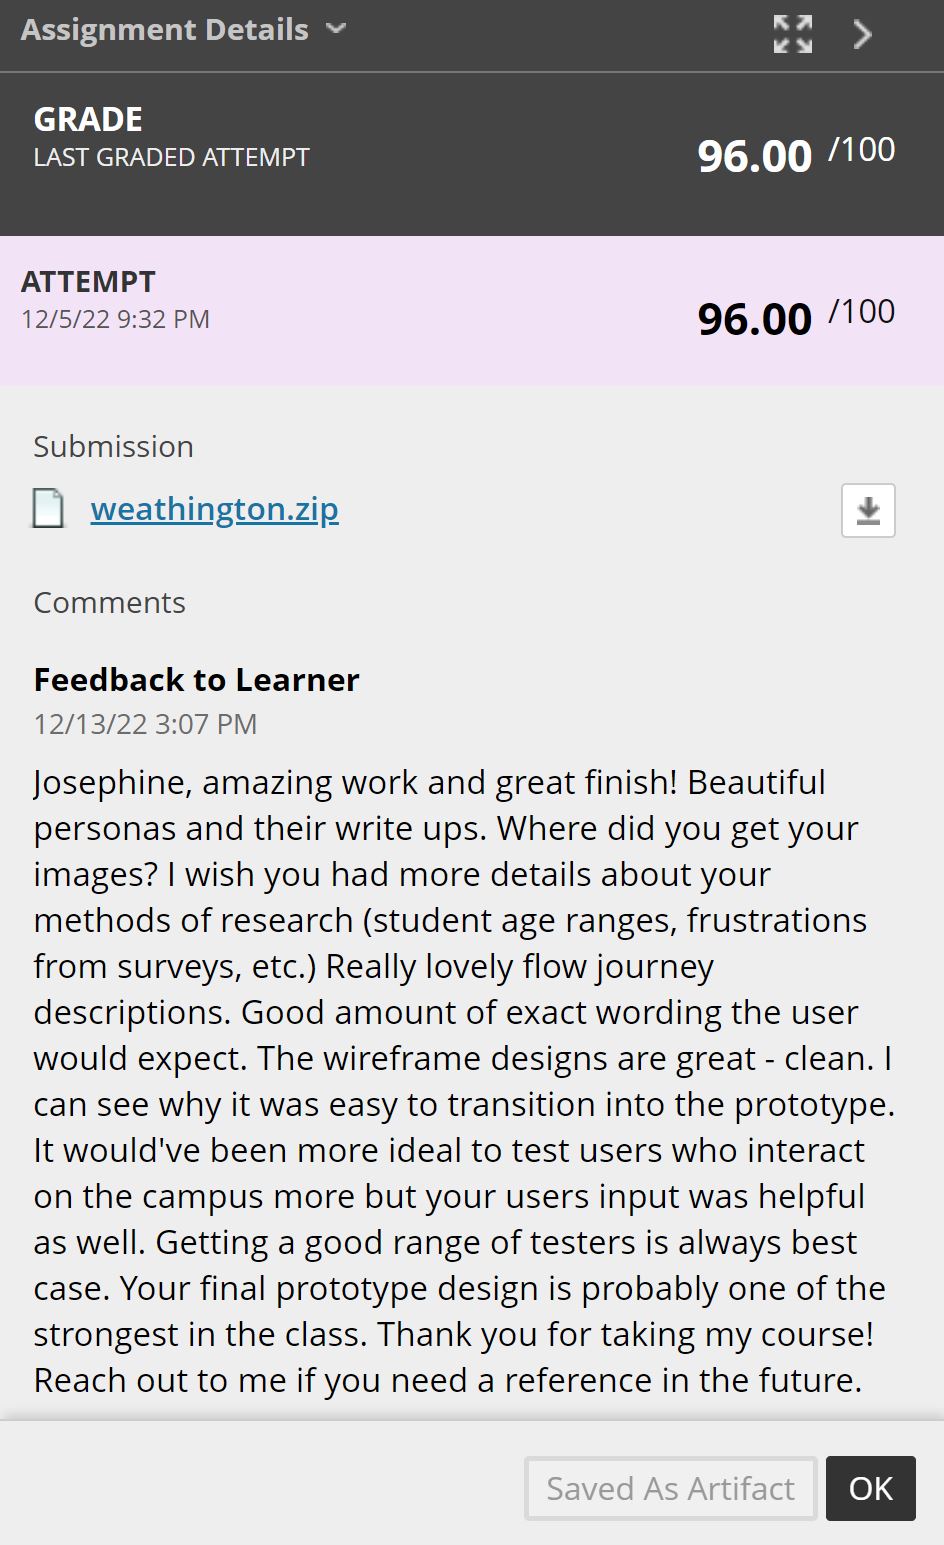 Assignment Details
GRADE
LAST GRADED ATTEMPT
96.00 /100
ATTEMPT
12/5/22 9:32 PM
96.00 /100
Submission
weathington.zip
Comments
Feedback to Learner
12/13/22 3:07 PM
Josephine, amazing work and great finish! Beautiful
personas and their write ups. Where did you get your
images? I wish you had more details about your
methods of research (student age ranges, frustrations
from surveys, etc.) Really lovely flow journey
descriptions. Good amount of exact wording the user
would expect. The wireframe designs are great - clean. I
can see why it was easy to transition into the prototype.
It would've been more ideal to test users who interact
on the campus more but your users input was helpful
as well. Getting a good range of testers is always best
case. Your final prototype design is probably one of the
strongest in the class. Thank you for taking my course!
Reach out to me if you need a reference in the future.
Saved As Artifact
OK